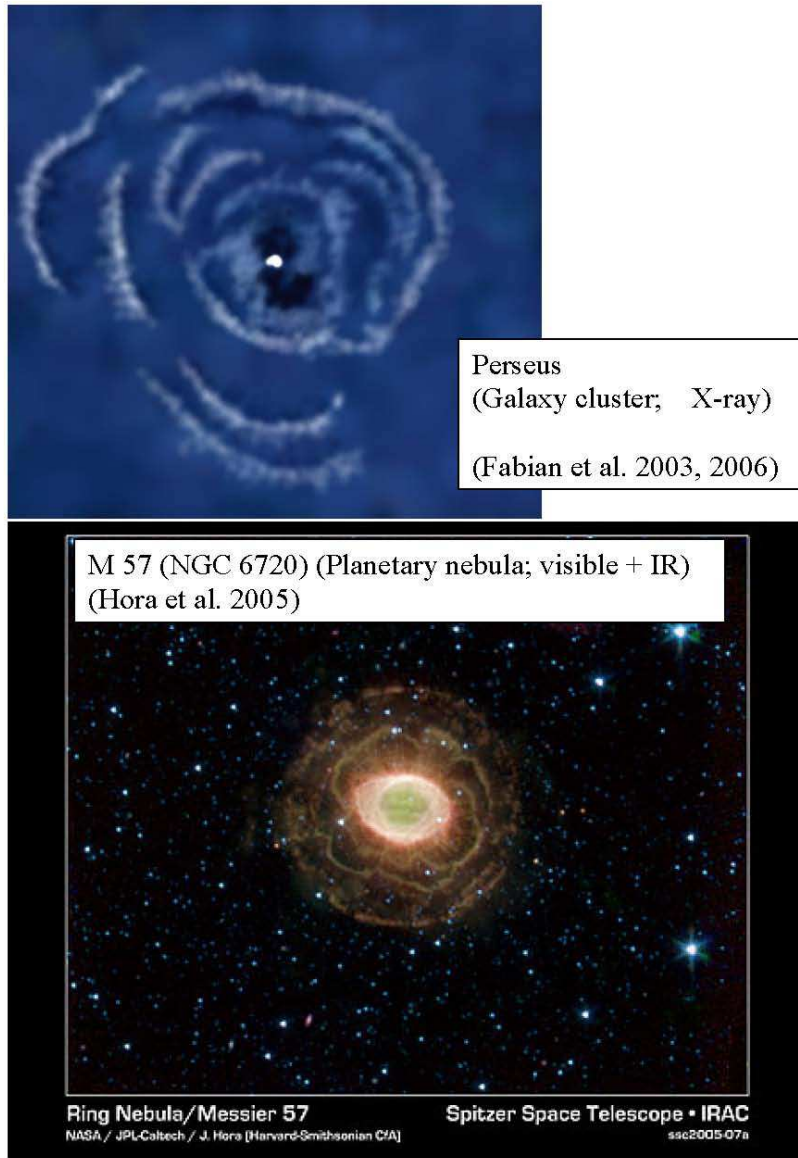 Perseus
(Galaxy cluster; X-ray)
(Fabian et al. 2003, 2006)
M 57 (NGC 6720) (Planetary nebula; visible + IR)
(Hora et al. 2005)
Ring Nebula/Messier 57
Spitzer Space Telescope • IRAC
NASA / JPL-Caltech / J. Hora [Harvard-Smithsonian CfA]
ssc2005-07a